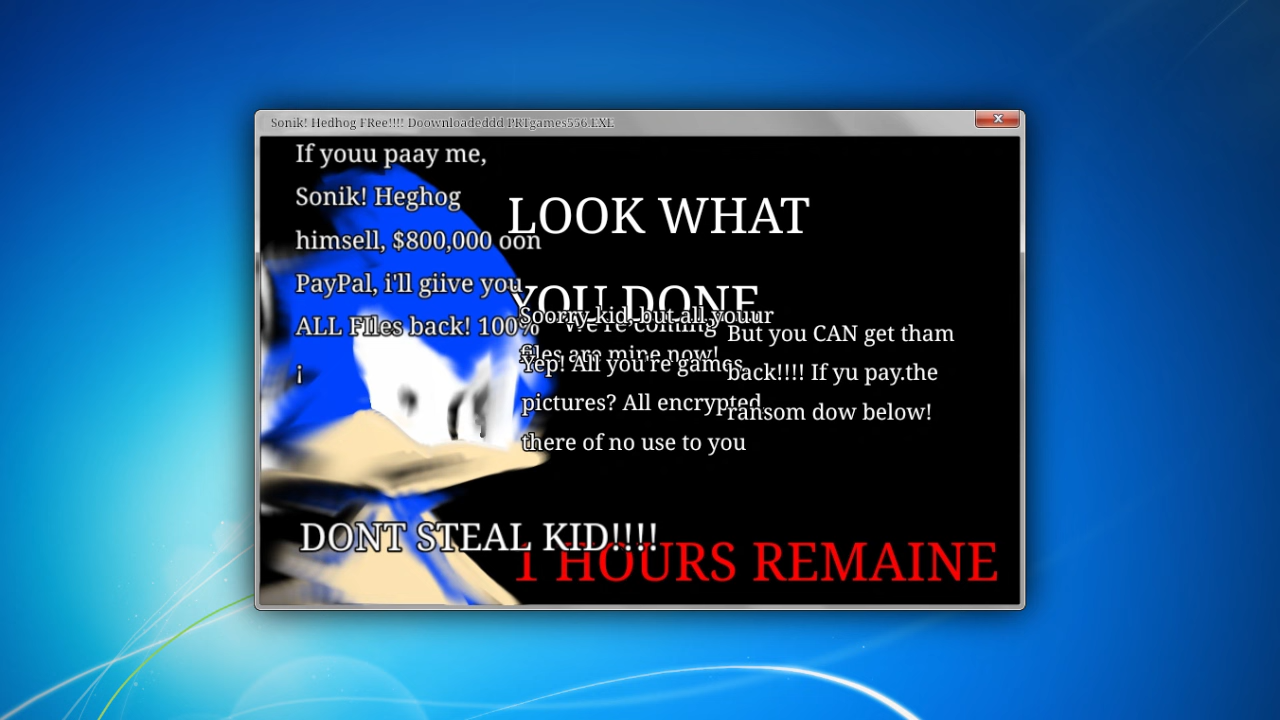 Sonik! Hedhog FRee!!!! Doownloadeddd PRTgames556.EXE
If youu paay me,
Sonik! Heghog
himsell, $800,000 oon
PayPal, i'll giive you
ALL FIles back! 100%
¡
LOOK WHAT
YOU DONE
We're coming
Soorry kid, but all youur
files are mine now!
Yep! All you're games,
pictures? All encrypted
there of no use to you
But you CAN get tham
back!!!! If yu pay.the
ransom dow below!
DONT STEAL KID!!!!
1 HOURS REMAINE